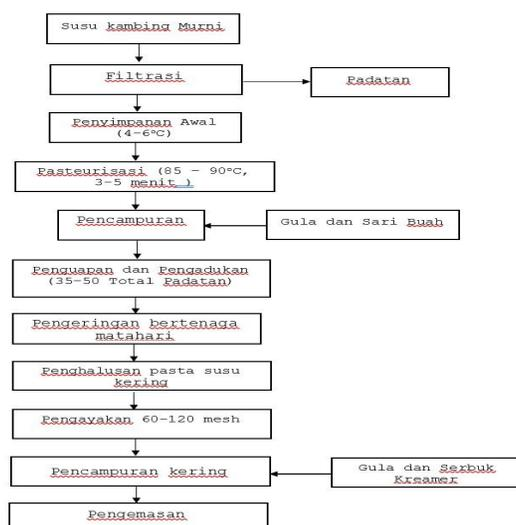 Susu kambing Murni
Filtrasi
Padatan
Penyimpanan Awal
(4-6°C)
Pasteurisasi (85 – 90°C,
3-5 menit )
Pencampuran
Gula dan Sari Buah
Penguapan dan Pengadukan
(35-50 Total Padatan)
Pengeringan bertenaga
matahari
Penghalusan pasta susu
kering
Pengayakan 60-120 mesh
Pencampuran kering
Gula dan Serbuk
Kreamer
Pengemasan